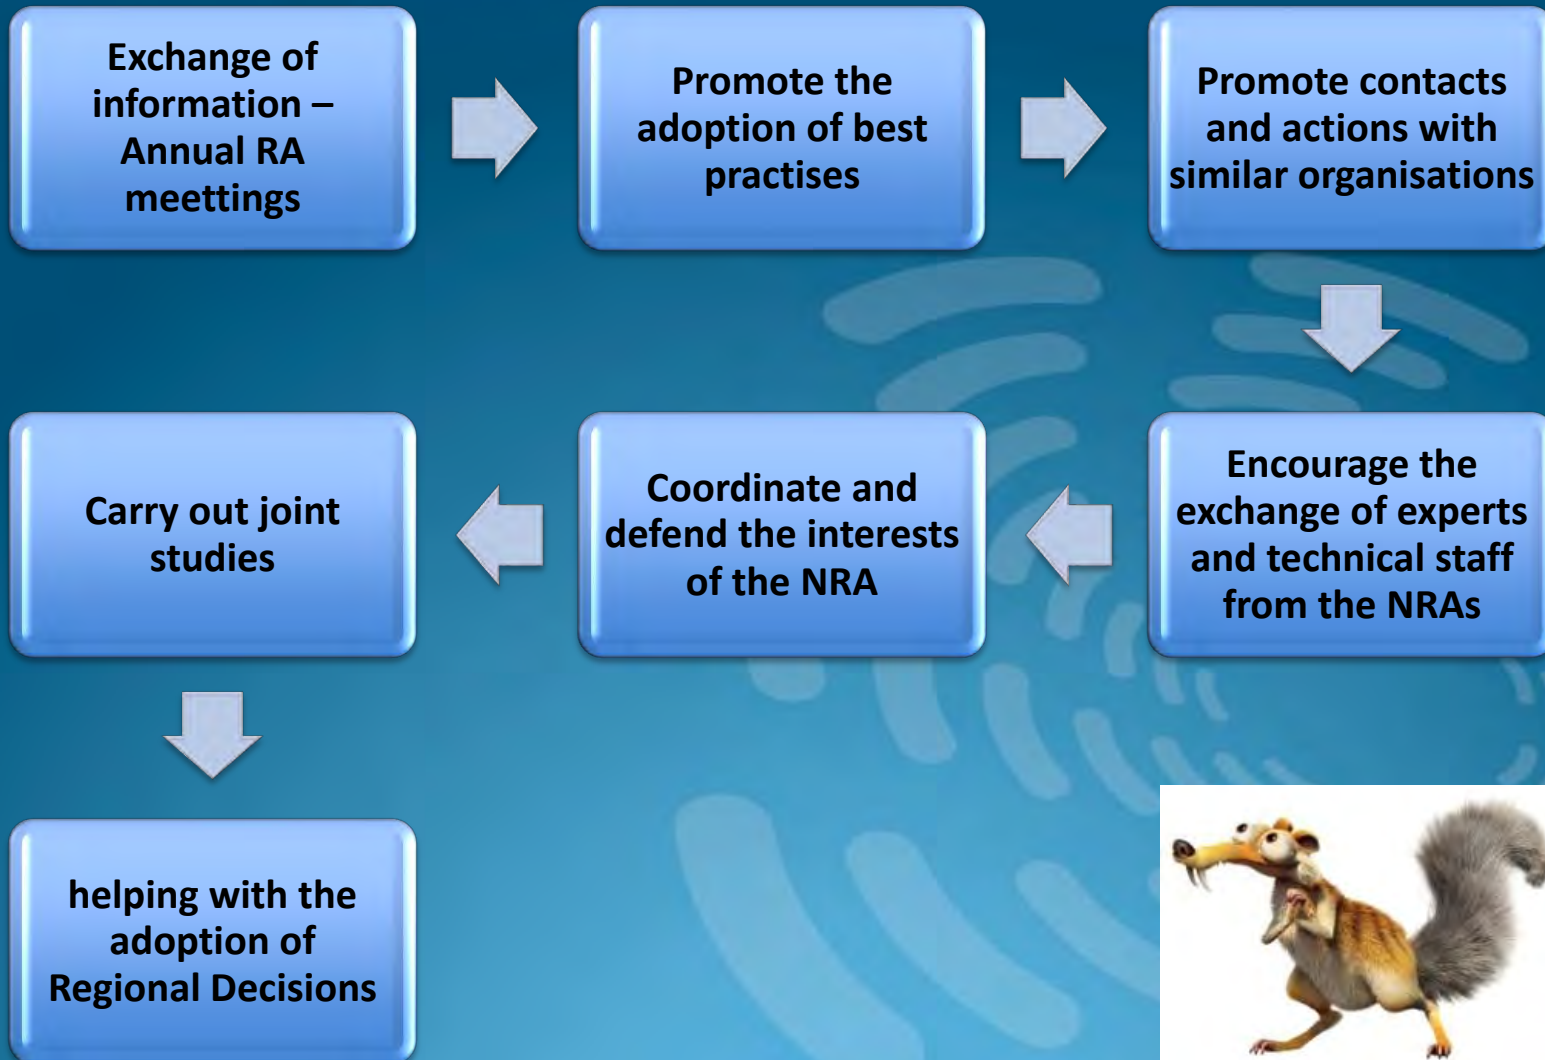 Exchange of
information –
Annual RA
meettings
Promote the
adoption of best
practises
Promote contacts
and actions with
similar organisations
Encourage the
exchange of experts
and technical staff
from the NRAs
Coordinate and
defend the interests
of the NRA
Carry out joint
studies
helping with the
adoption of
Regional Decisions